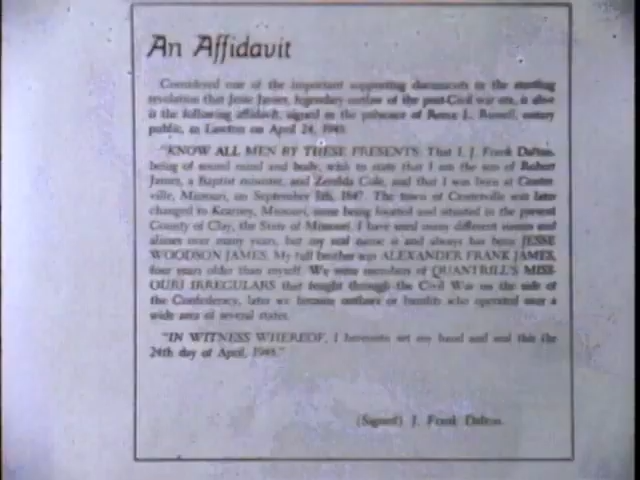 An Affidavit
Considered one of the important supporting documents to the startling
revelation that Jesse James, legendary outlaw of the post-Civil war era, is alive
is the following affidavit, signed in the presence of L. Russell, notary
public, in Lawton on April 24, 1948.
"KNOW ALL MEN BY THESE PRESENTS: That I, J. Frank Dalton,
being of sound mind and body, wish to state that I am the son of Robert
James, a Baptist minister, and Zerelda Cole, and that I was born at Center-
ville, Missouri, on September 8th, 1847. The town of Centerville was later
changed to Kearney, Missouri, same being located and situated in the present
County of Clay, the State of Missouri. I have used many different names and
aliases over many years, but my real name is and always has been JESSE
WOODSON JAMES. My full brother was ALEXANDER FRANK JAMES,
four years older than myself. We were members of QUANTRILL'S MISS-
OURI IRREGULARS that fought through the Civil War on the side of
the Confederacy, later we became outlaws or bandits who operated over a
wide area of several states.
"IN WITNESS WHEREOF, I hereunto set my hand and seal this the
24th day of April, 1948."
(Signed) J. Frank Dalton